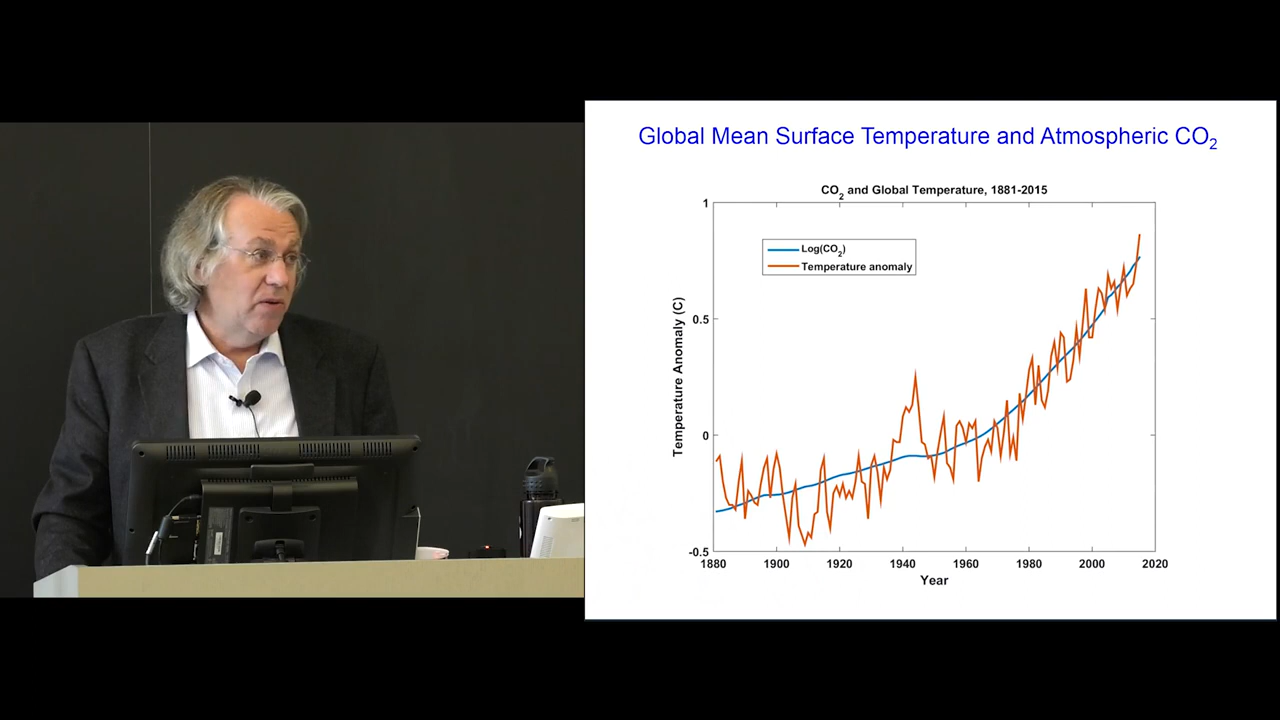 Global Mean Surface Temperature and Atmospheric CO₂
CO₂ and Global Temperature, 1881-2015
Log(CO₂)
Temperature anomaly
Temperature Anomaly (C)
1
0.5
0
-0.5
1880 1900 1920 1940 1960 1980 2000 2020
Year